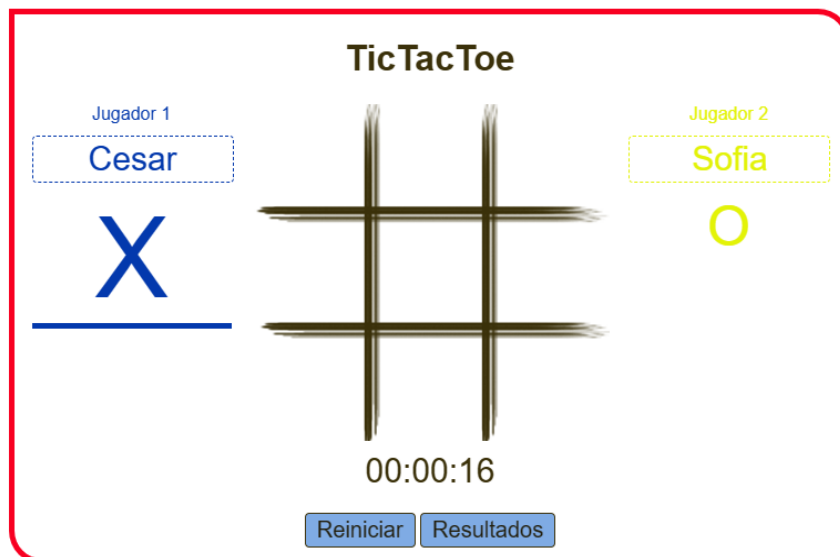 TicTacToe
Jugador 1
Cesar
X
Jugador 2
Sofia
O
00:00:16
Reiniciar Resultados